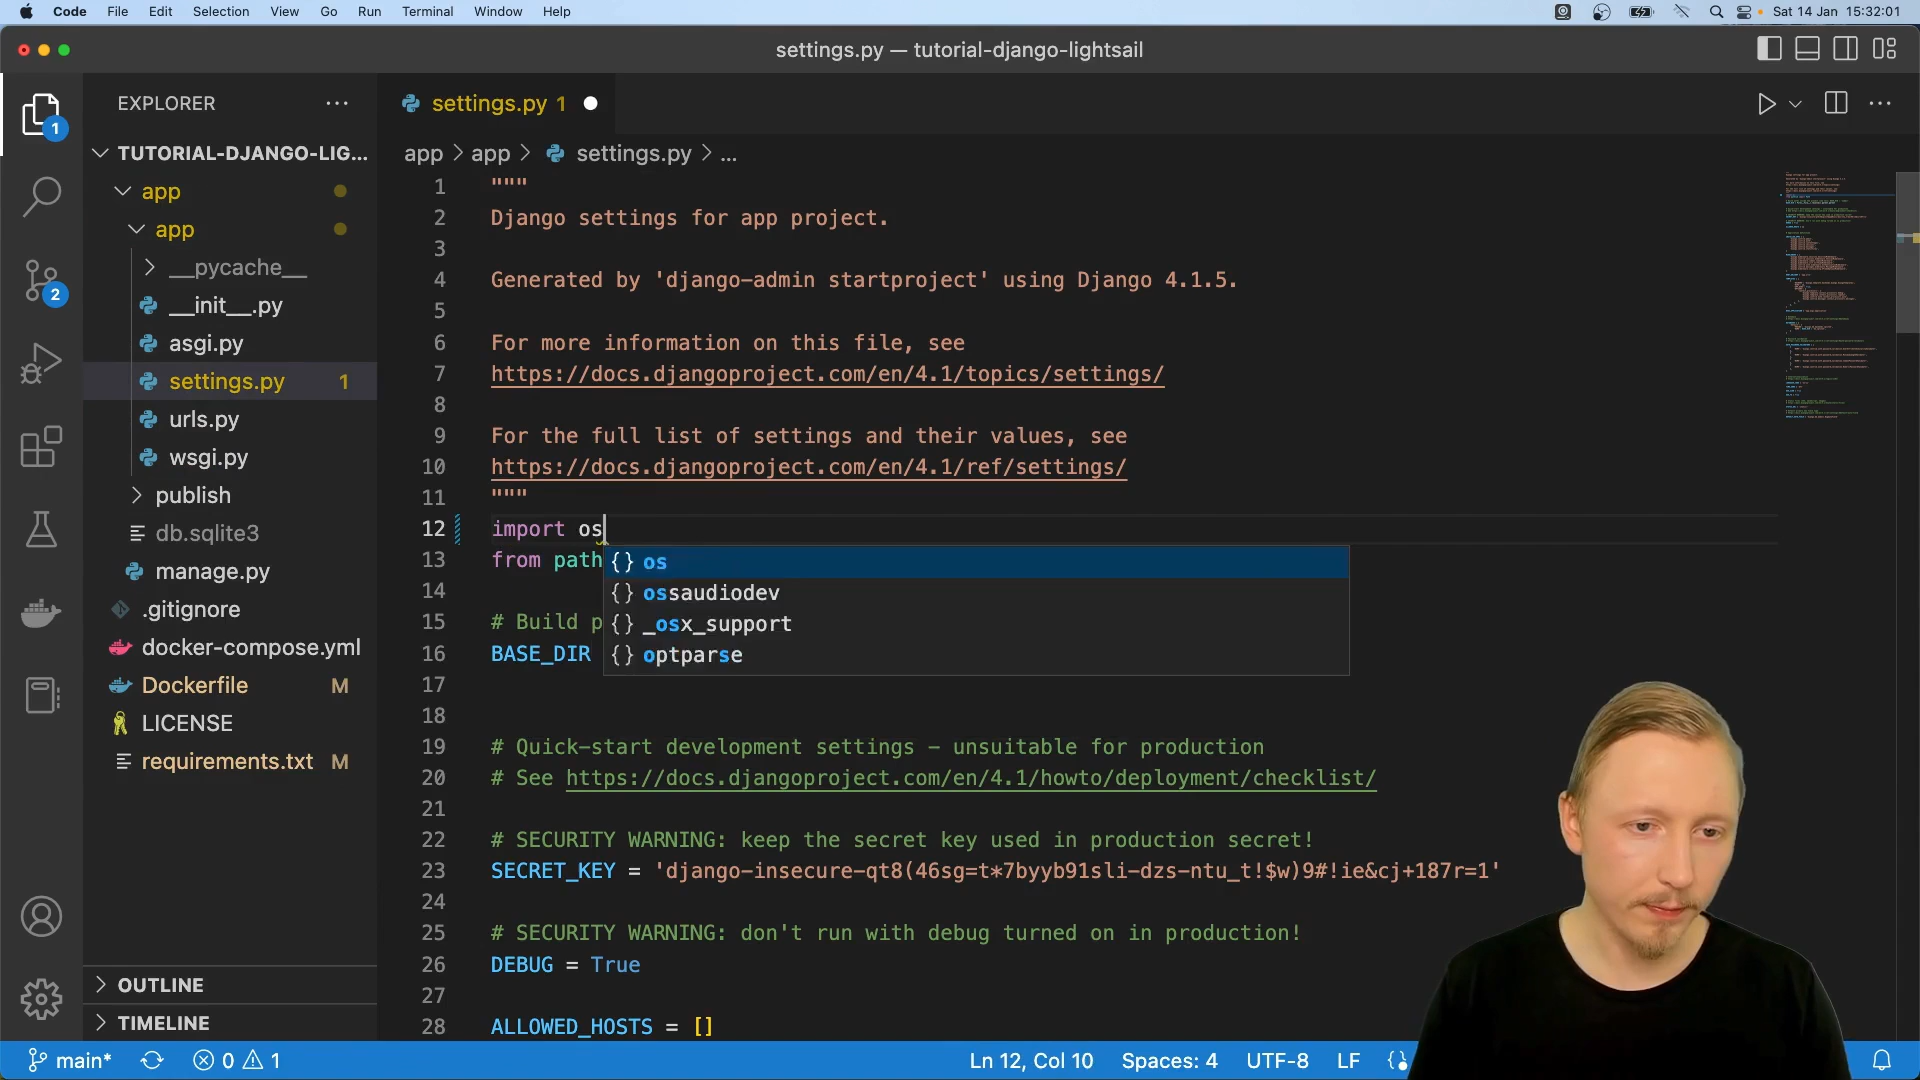 Code File Edit Selection View Go Run Terminal Window Help Sat 14 Jan 15:32:01
settings.py — tutorial-django-lightsail
EXPLORER
TUTORIAL-DJANGO-LIG...
app
app
__pycache__
__init__.py
asgi.py
settings.py 1
urls.py
wsgi.py
publish
db.sqlite3
manage.py
.gitignore
docker-compose.yml
Dockerfile M
LICENSE
requirements.txt M
OUTLINE
TIMELINE
1
2
settings.py 1
app > app > settings.py > ...
1 """
2 Django settings for app project.
3
4 Generated by 'django-admin startproject' using Django 4.1.5.
5
6 For more information on this file, see
7 https://docs.djangoproject.com/en/4.1/topics/settings/
8
9 For the full list of settings and their values, see
10 https://docs.djangoproject.com/en/4.1/ref/settings/
11 """
12 import os
13 from path
14
15 # Build p
16 BASE_DIR
17
18
19 # Quick-start development settings - unsuitable for production
20 # See https://docs.djangoproject.com/en/4.1/howto/deployment/checklist/
21
22 # SECURITY WARNING: keep the secret key used in production secret!
23 SECRET_KEY = 'django-insecure-qt8(46sg=t*7byyb91sli-dzs-ntu_t!$w)9#!ie&cj+187r=1'
24
25 # SECURITY WARNING: don't run with debug turned on in production!
26 DEBUG = True
27
28 ALLOWED_HOSTS = []
{} os
{} ossaudiodev
{} _osx_support
{} optparse
main* 0 1 Ln 12, Col 10 Spaces: 4 UTF-8 LF {}